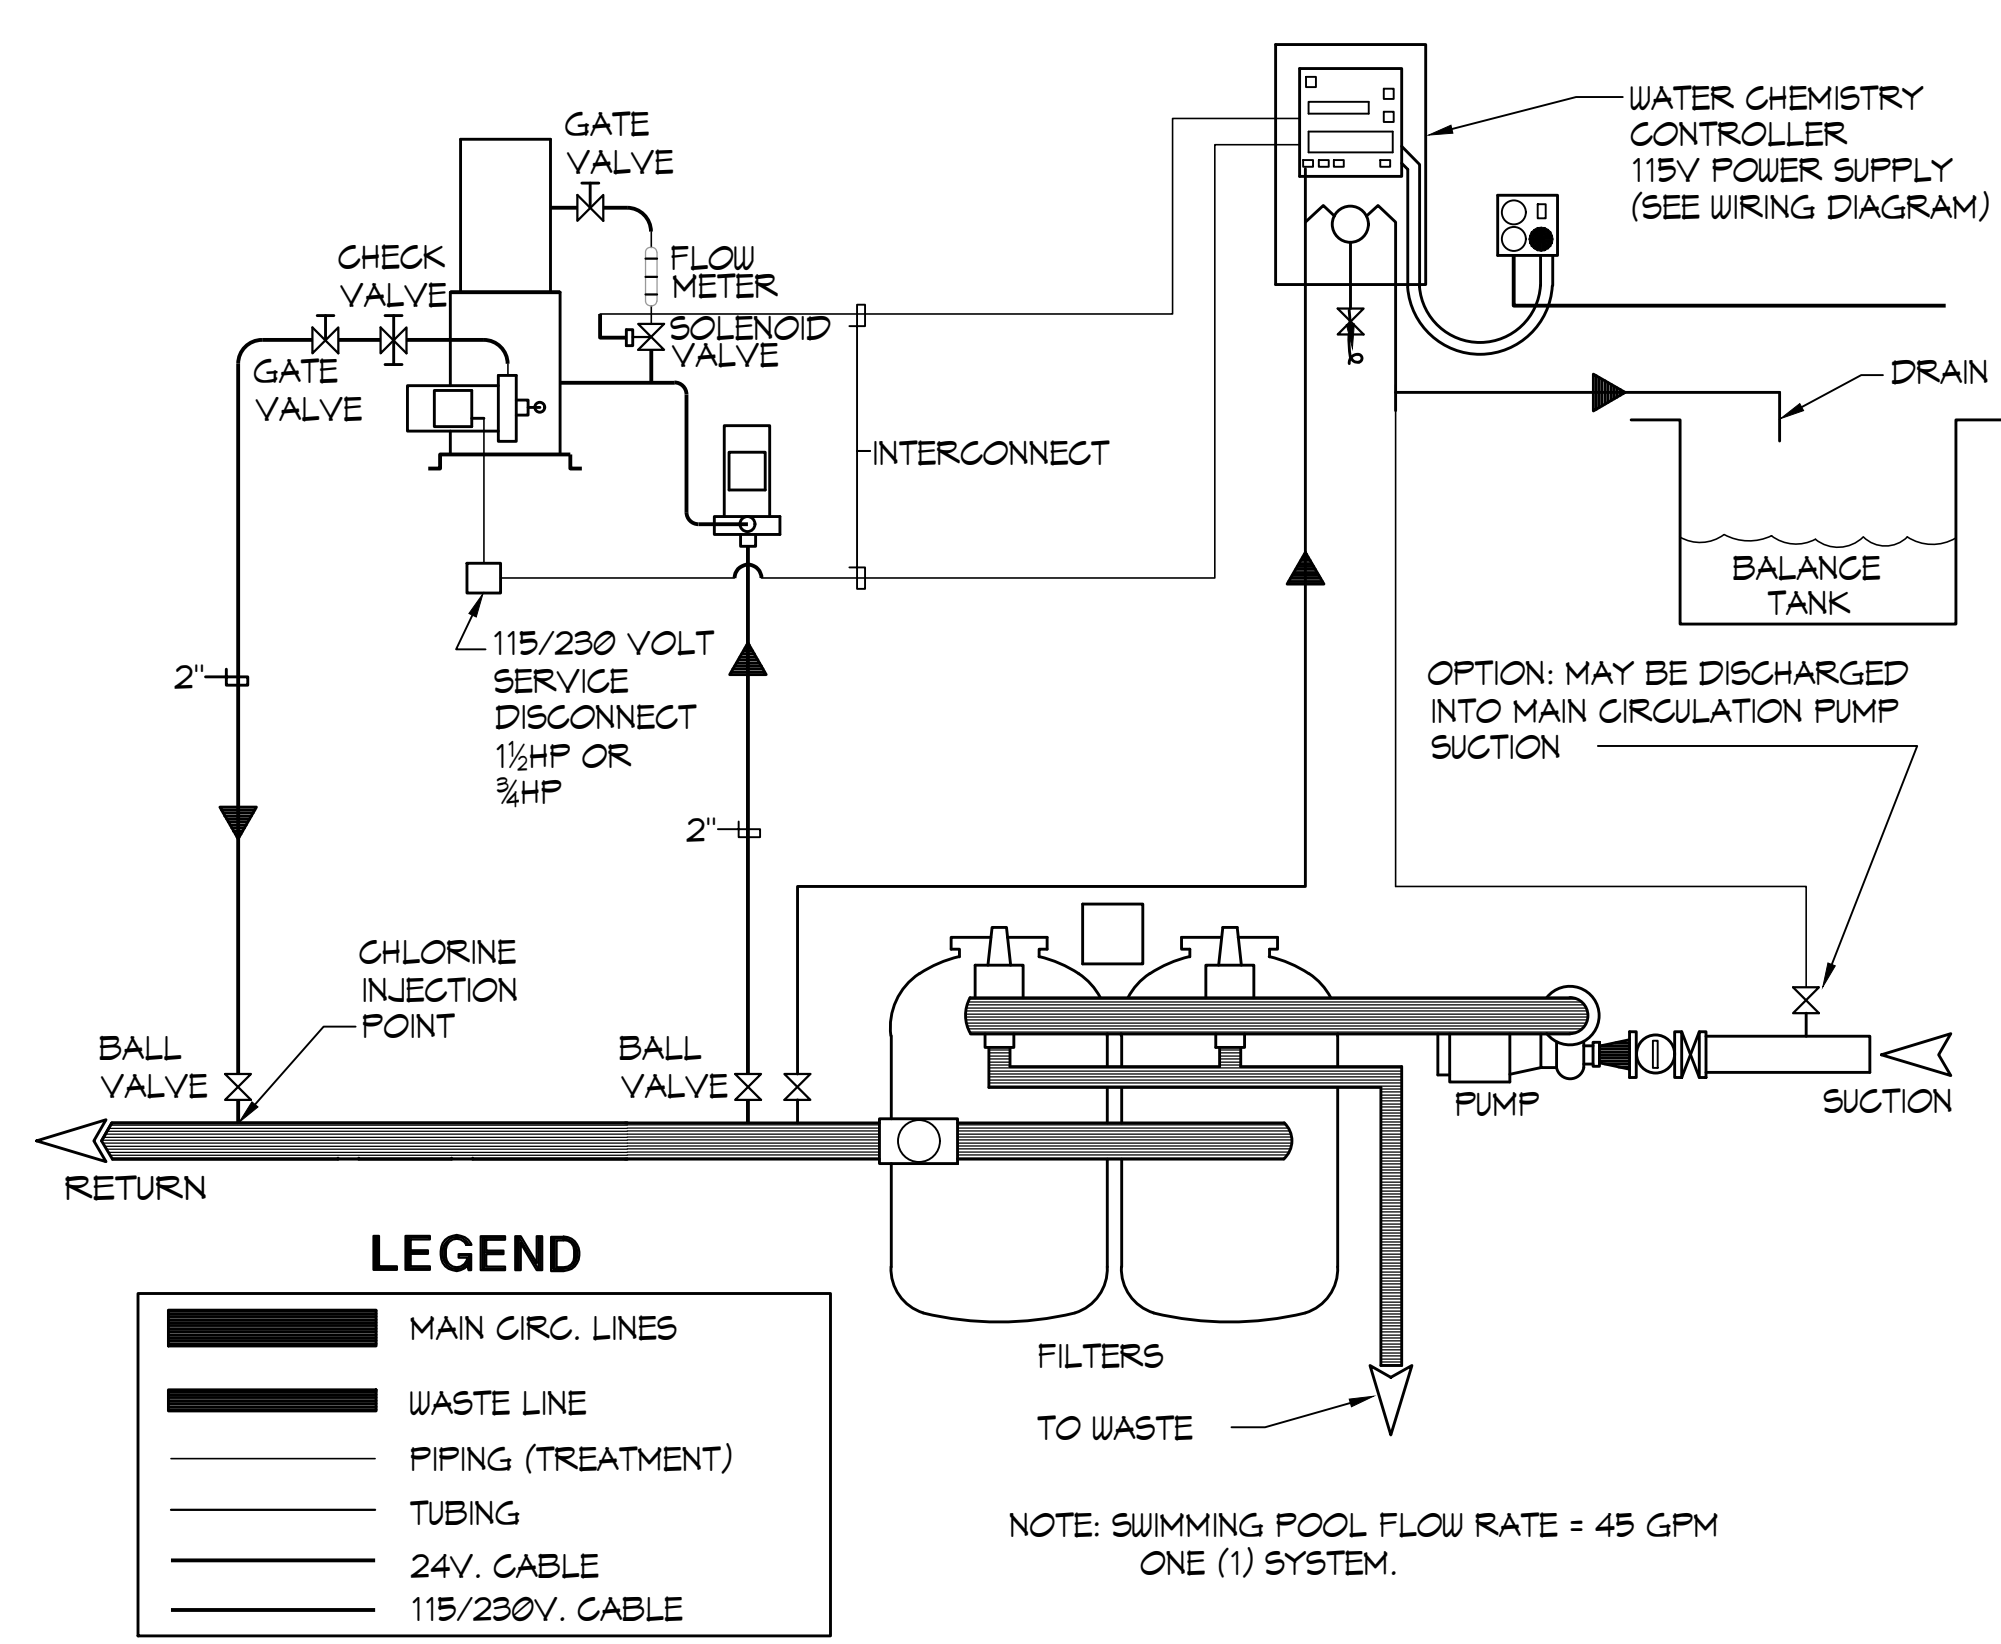 GATE
VALVE
WATER CHEMISTRY
CONTROLLER
115V POWER SUPPLY
(SEE WIRING DIAGRAM)
CHECK
VALVE
FLOW
METER
SOLENOID
VALVE
GATE
VALVE
DRAIN
INTERCONNECT
BALANCE
TANK
115/230 VOLT
SERVICE
DISCONNECT
1½HP OR
¾HP
2"
2"
OPTION: MAY BE DISCHARGED
INTO MAIN CIRCULATION PUMP
SUCTION
CHLORINE
INJECTION
POINT
BALL
VALVE
BALL
VALVE
PUMP
SUCTION
RETURN
LEGEND
MAIN CIRC. LINES
WASTE LINE
PIPING (TREATMENT)
TUBING
24V. CABLE
115/230V. CABLE
FILTERS
TO WASTE
NOTE: SWIMMING POOL FLOW RATE = 45 GPM
ONE (1) SYSTEM.